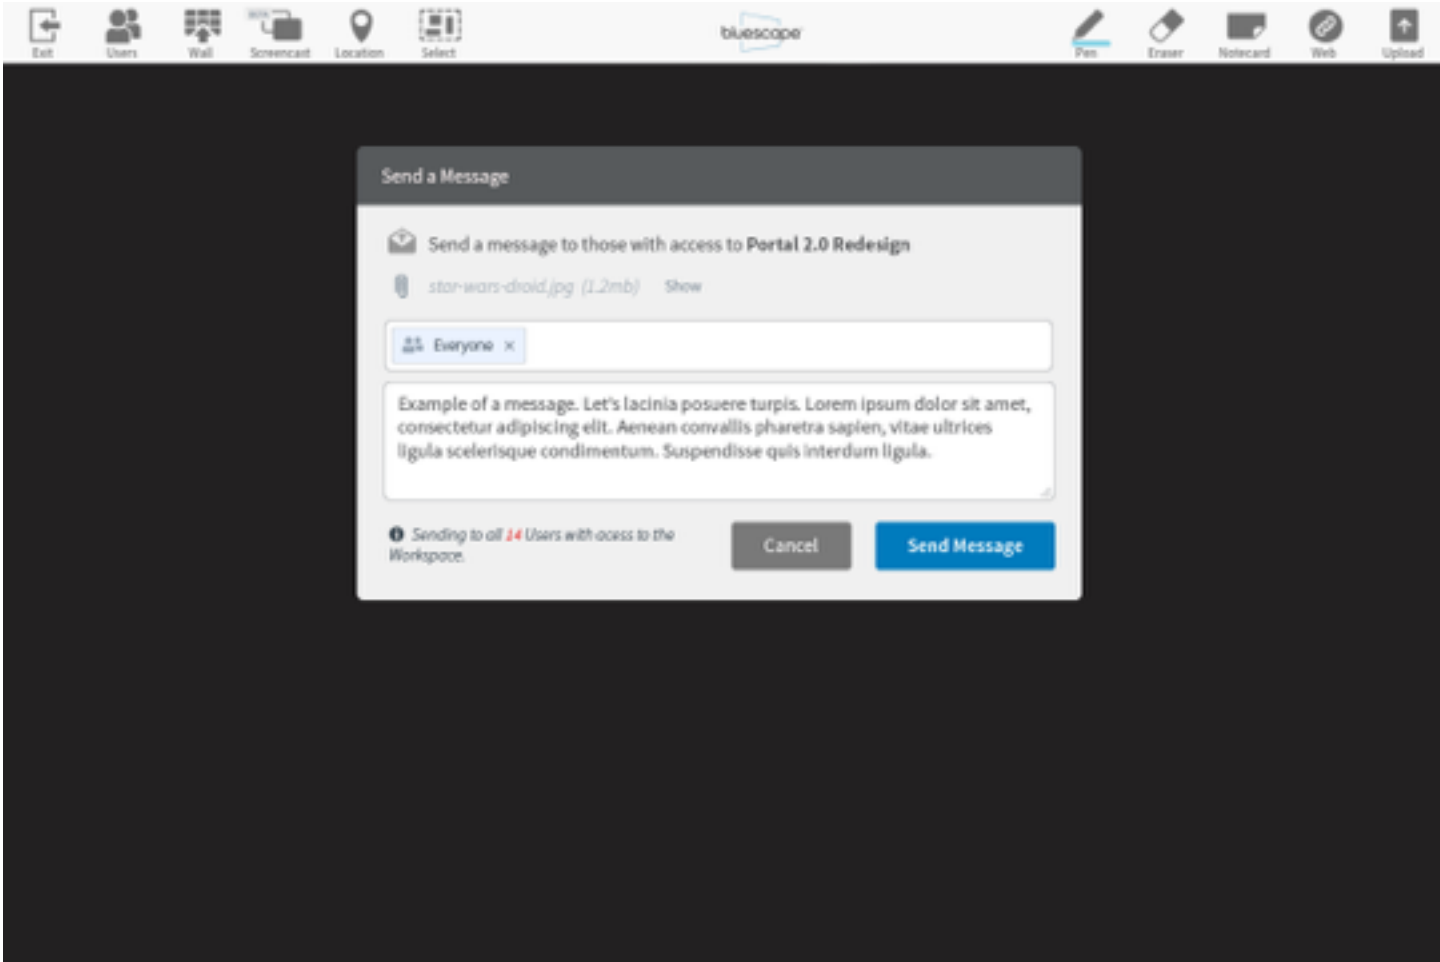 Exit Users Wall Screencast Location Select bluescape Pen Eraser Notecard Web Upload
Send a Message
Send a message to those with access to Portal 2.0 Redesign
star-wars-droid.jpg (1.2mb) Show
Everyone ×
Example of a message. Let's lacinia posuere turpis. Lorem ipsum dolor sit amet,
consectetur adipiscing elit. Aenean convallis pharetra sapien, vitae ultrices
ligula scelerisque condimentum. Suspendisse quis interdum ligula.
Sending to all 14 Users with acess to the
Workspace.
Cancel Send Message